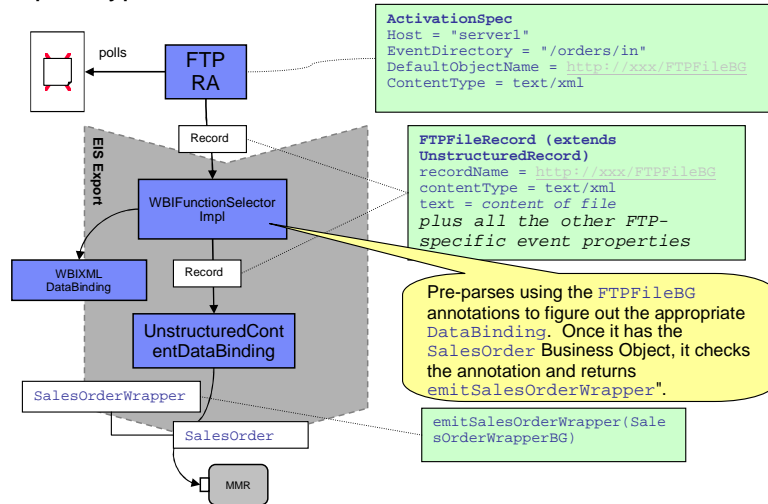 polls
FTP
RA
ActivationSpec
Host = "server1"
EventDirectory = "/orders/in"
DefaultObjectName = http://xxx/FTPFileBG
ContentType = text/xml
Record
EIS Export
FTPFileRecord (extends
UnstructuredRecord)
recordName = http://xxx/FTPFileBG
contentType = text/xml
text = content of file
plus all the other FTP-
specific event properties
WBIFunctionSelector
Impl
WBIXML
DataBinding
Record
Pre-parses using the FTPFileBG
annotations to figure out the appropriate
DataBinding. Once it has the
SalesOrder Business Object, it checks
the annotation and returns
emitSalesOrderWrapper".
UnstructuredCont
entDataBinding
SalesOrderWrapper
SalesOrder
emitSalesOrderWrapper(Sale
sOrderWrapperBG)
MMR